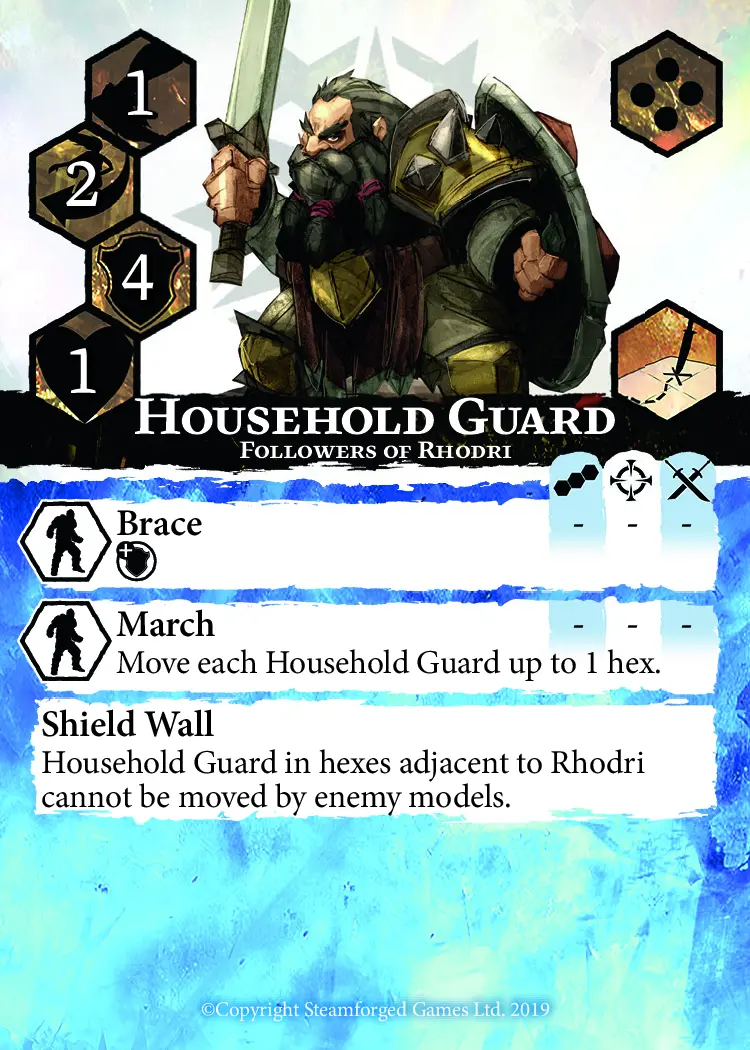 1
2
4
1
Household Guard
Followers of Rhodri
Brace
- - -
+
March
- - -
Move each Household Guard up to 1 hex.
Shield Wall
Household Guard in hexes adjacent to Rhodri
cannot be moved by enemy models.
©Copyright Steamforged Games Ltd. 2019